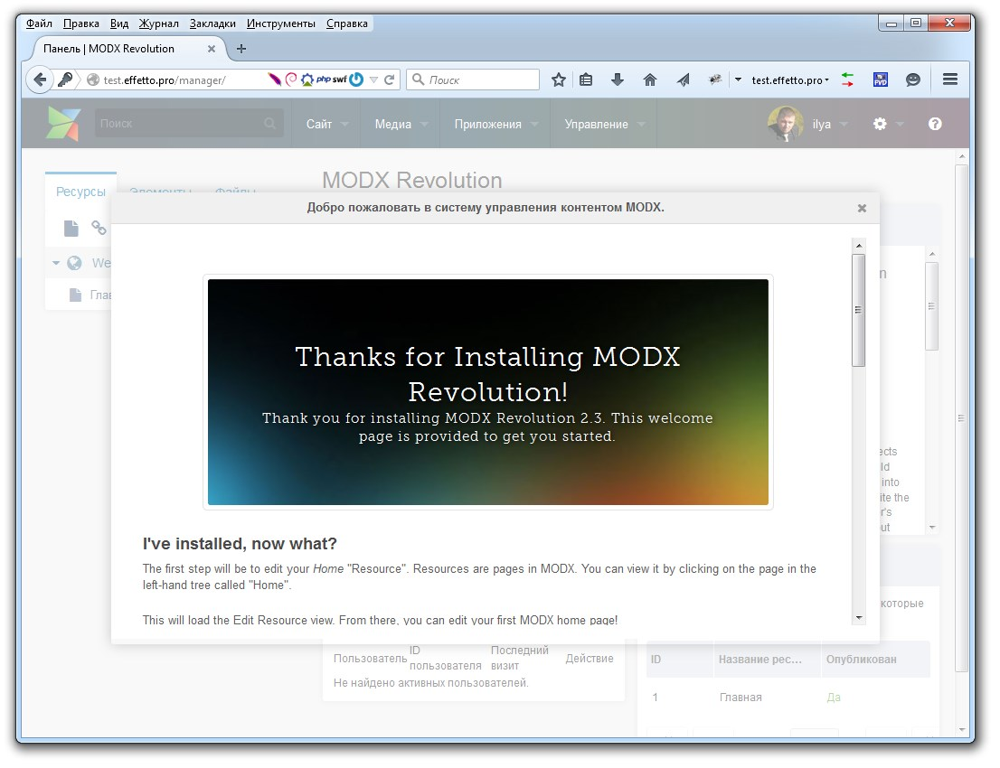 Файл Правка Вид Журнал Закладки Инструменты Справка
Панель | MODX Revolution
test.effetto.pro/manager/
php swf
Поиск
FVD
test.effetto.pro
Поиск
Сайт Медиа Приложения Управление
ilya
MODX Revolution
Ресурсы Элементы Файлы
Добро пожаловать в систему управления контентом MODX.
We
Глав
Thanks for Installing MODX
Revolution!
Thank you for installing MODX Revolution 2.3. This welcome
page is provided to get you started.
I've installed, now what?
The first step will be to edit your Home "Resource". Resources are pages in MODX. You can view it by clicking on the page in the
left-hand tree called "Home".
This will load the Edit Resource view. From there, you can edit your first MODX home page!
n
ects
ld
into
ite the
r's
out
которые
Пользователь ID пользователя Последний визит Действие
Не найдено активных пользователей.
ID Название рес... Опубликован
1 Главная Да